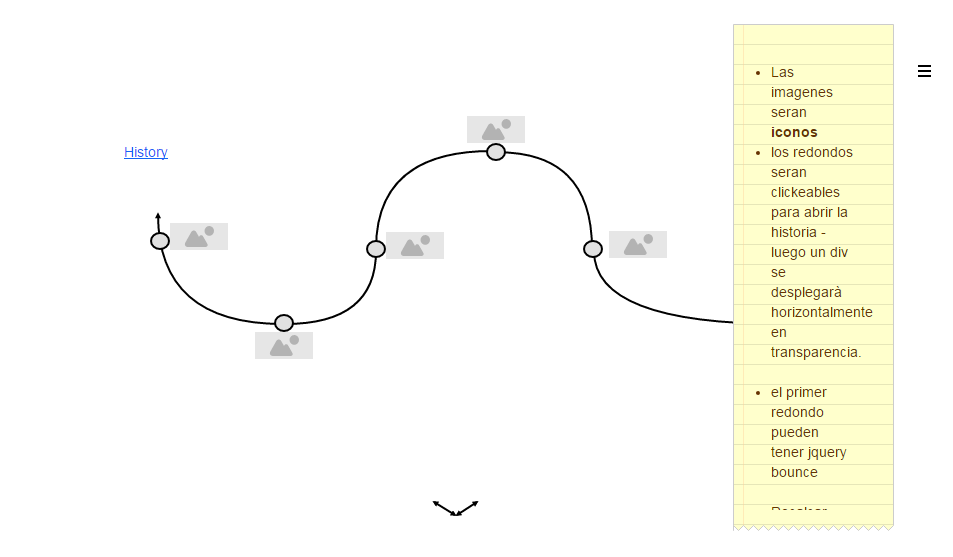 History
Las
imagenes
seran
iconos
los redondos
seran
clickeables
para abrir la
historia -
luego un div
se
desplegarà
horizontalmente
en
transparencia.
el primer
redondo
pueden
tener jquery
bounce